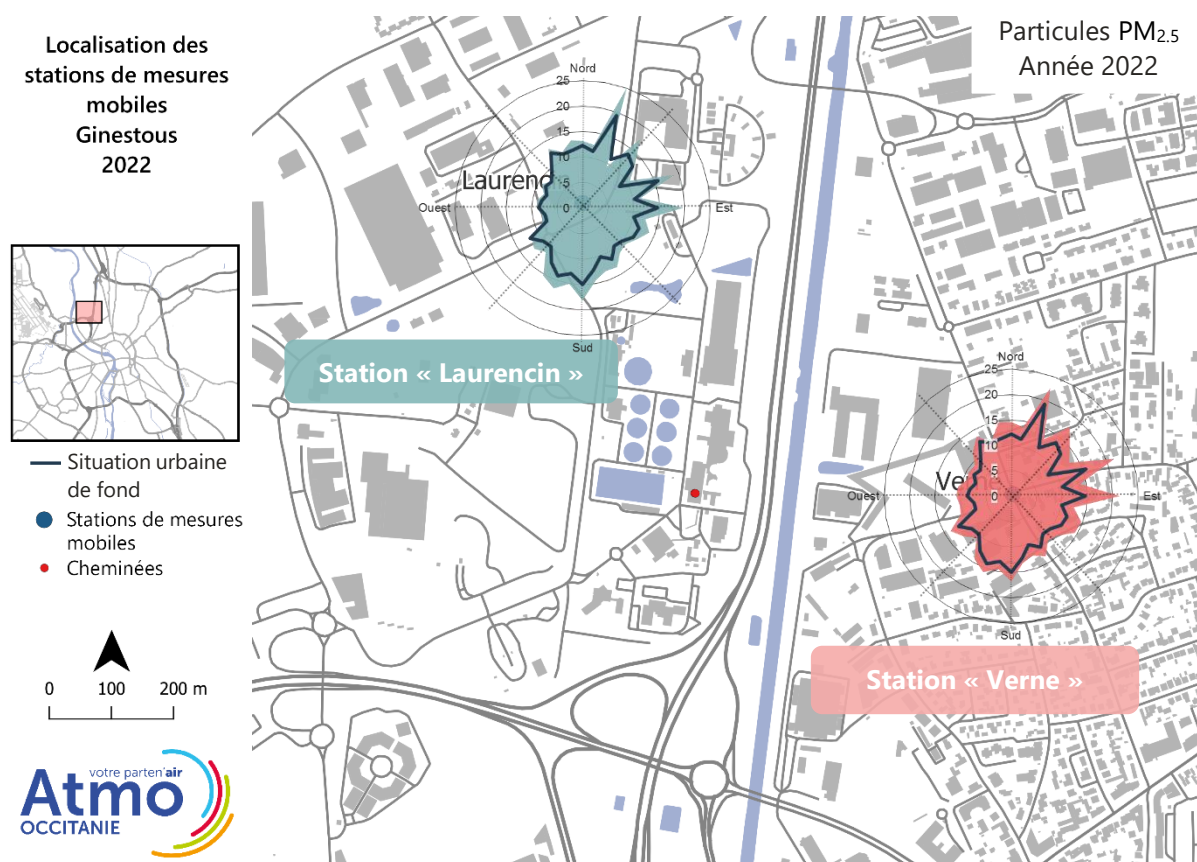 Localisation des
stations de mesures
mobiles
Ginestous
2022
Particules PM2.5
Année 2022
Nord
25
20
15
10
5
0
Ouest
Est
Sud
Laurenc
Station « Laurencin »
Nord
25
20
15
10
5
0
Ouest
Est
Sud
Station « Verne »
Situation urbaine
de fond
Stations de mesures
mobiles
Cheminées
0 100 200 m
votre parten'air
Atmo
OCCITANIE